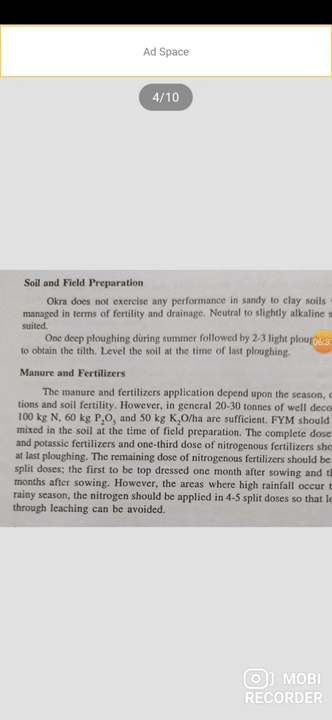 Ad Space
4/10
Soil and Field Preparation
Okra does not exercise any performance in sandy to clay soils
managed in terms of fertility and drainage. Neutral to slightly alkaline s
suited.
One deep ploughing during summer followed by 2-3 light plou
06:3
to obtain the tilth. Level the soil at the time of last ploughing.
Manure and Fertilizers
The manure and fertilizers application depend upon the season, c
tions and soil fertility. However, in general 20-30 tonnes of well deco
100 kg N, 60 kg P₂O₅ and 50 kg K₂O/ha are sufficient. FYM should
mixed in the soil at the time of field preparation. The complete dose
and potassic fertilizers and one-third dose of nitrogenous fertilizers sho
at last ploughing. The remaining dose of nitrogenous fertilizers should be
split doses; the first to be top dressed one month after sowing and th
months after sowing. However, the areas where high rainfall occur t
rainy season, the nitrogen should be applied in 4-5 split doses so that lo
through leaching can be avoided.
MOBI
RECORDER